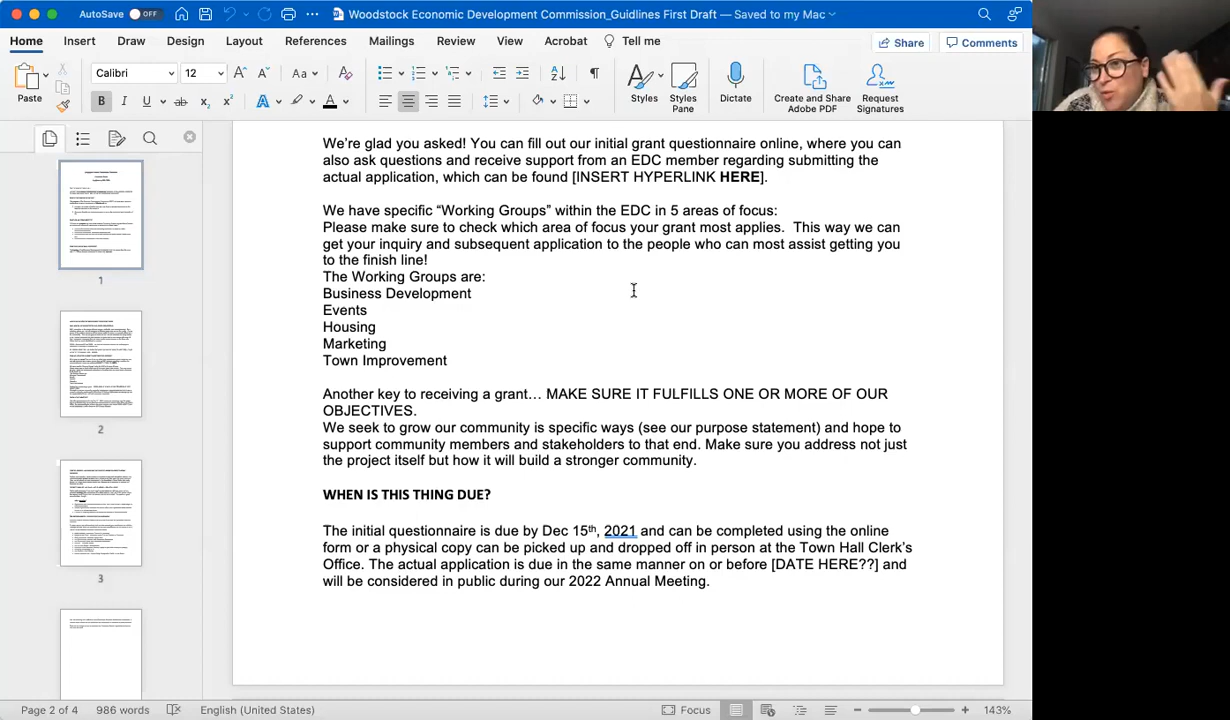 AutoSave OFF
Woodstock Economic Development Commission_Guidlines First Draft — Saved to my Mac
Home Insert Draw Design Layout References Mailings Review View Acrobat Tell me
Share Comments
Paste
Calibri 12
Aa
B I U ab x₂ x²
A A
Styles
Styles Pane
Dictate
Create and Share Adobe PDF
Request Signatures
1
2
3
We’re glad you asked! You can fill out our initial grant questionnaire online, where you can
also ask questions and receive support from an EDC member regarding submitting the
actual application, which can be found [INSERT HYPERLINK HERE].
We have specific “Working Groups” within the EDC in 5 areas of focus:
Please make sure to check which area of focus your grant most applies. This way we can
get your inquiry and subsequent application to the people who can most assist getting you
to the finish line!
The Working Groups are:
Business Development
Events
Housing
Marketing
Town Improvement
Another key to receiving a grant… MAKE SURE IT FULFILLS ONE OR MORE OF OUR
OBJECTIVES.
We seek to grow our community is specific ways (see our purpose statement) and hope to
support community members and stakeholders to that end. Make sure you address not just
the project itself but how it will build a stronger community.
WHEN IS THIS THING DUE?
The initial questionnaire is due by Dec 15th, 2021 and can be completed using the online
form or a physical copy can be picked up and dropped off in person at the Town Hall Clerk’s
Office. The actual application is due in the same manner on or before [DATE HERE??] and
will be considered in public during our 2022 Annual Meeting.
Page 2 of 4 986 words English (United States) Focus 143%